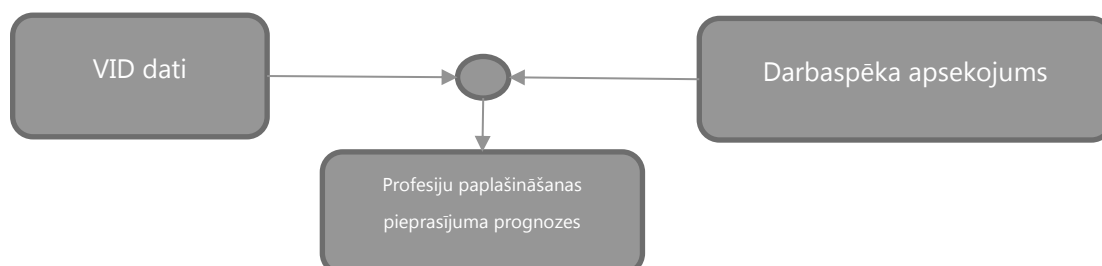 VID dati
Darbaspēka apsekojums
Profesiju paplašināšanas
pieprasījuma prognozes